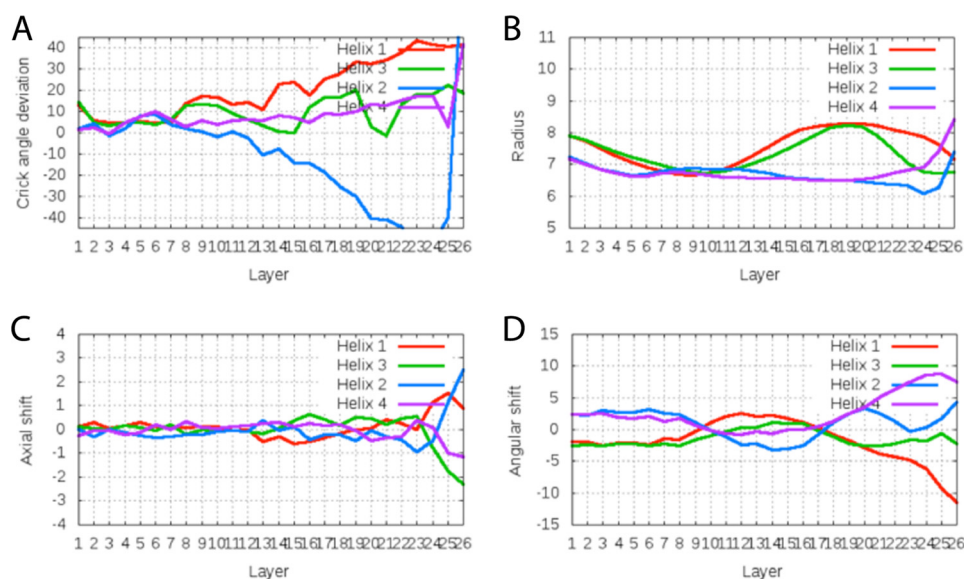 A
Crick angle deviation
40
30
20
10
0
-10
-20
-30
-40
Helix 1
Helix 3
Helix 2
Helix 4
1 2 3 4 5 6 7 8 9 10 11 12 13 14 15 16 17 18 19 20 21 22 23 24 25 26
Layer
B
Radius
11
10
9
8
7
6
5
Helix 1
Helix 3
Helix 2
Helix 4
1 2 3 4 5 6 7 8 9 10 11 12 13 14 15 16 17 18 19 20 21 22 23 24 25 26
Layer
C
Axial shift
4
3
2
1
0
-1
-2
-3
-4
Helix 1
Helix 3
Helix 2
Helix 4
1 2 3 4 5 6 7 8 9 10 11 12 13 14 15 16 17 18 19 20 21 22 23 24 25 26
Layer
D
Angular shift
15
10
5
0
-5
-10
-15
Helix 1
Helix 3
Helix 2
Helix 4
1 2 3 4 5 6 7 8 9 10 11 12 13 14 15 16 17 18 19 20 21 22 23 24 25 26
Layer